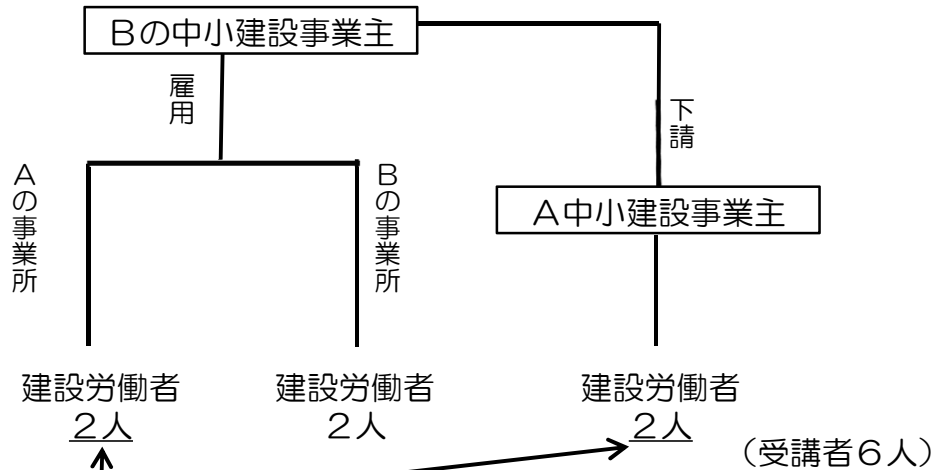 Bの中小建設事業主
雇用
下請
Aの事業所
Bの事業所
A中小建設事業主
建設労働者
2人
建設労働者
2人
建設労働者
2人
（受講者6人）